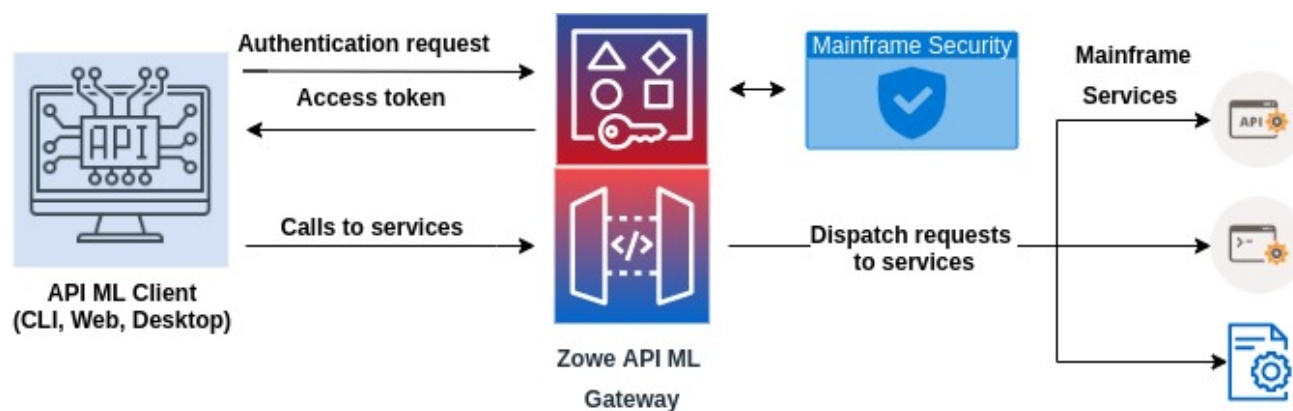 Authentication request
Access token
Calls to services
API
API ML Client
(CLI, Web, Desktop)
</>
Zowe API ML
Gateway
Mainframe Security
Dispatch requests
to services
Mainframe
Services
API
>-